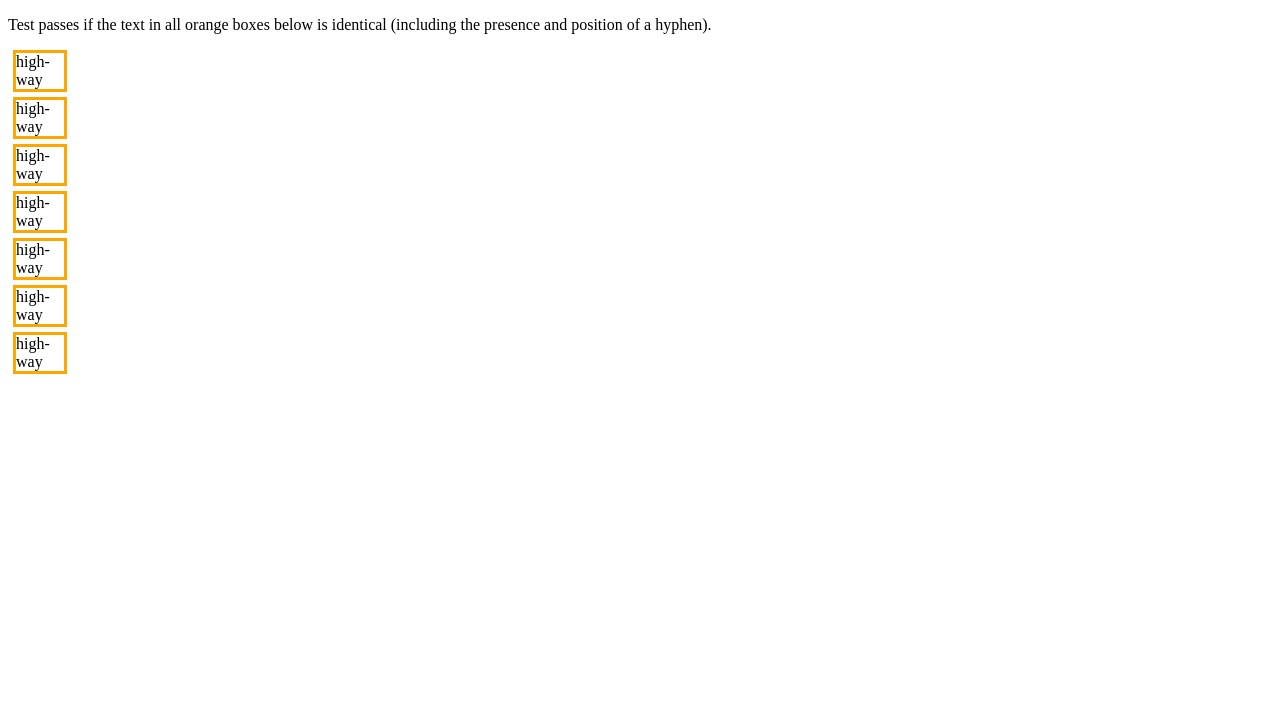 Test passes if the text in all orange boxes below is identical (including the presence and position of a hyphen).
high-
way
high-
way
high-
way
high-
way
high-
way
high-
way
high-
way